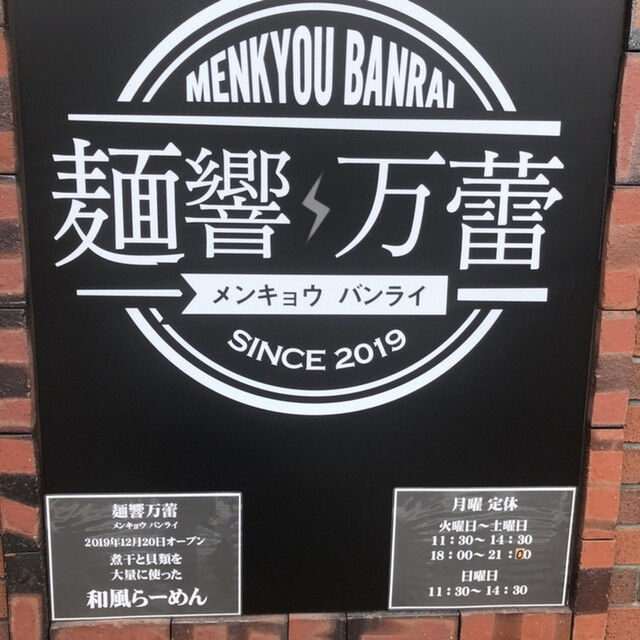 MENKYOU BANRAI
麺響 万蕾
メンキョウ バンライ
SINCE 2019
麺響万蕾
メンキョウ バンライ
2019年12月20日オープン
煮干と貝類を
大量に使った
和風らーめん
月曜 定休
火曜日～土曜日
11:30～14:30
18:00～21:00
日曜日
11:30～14:30